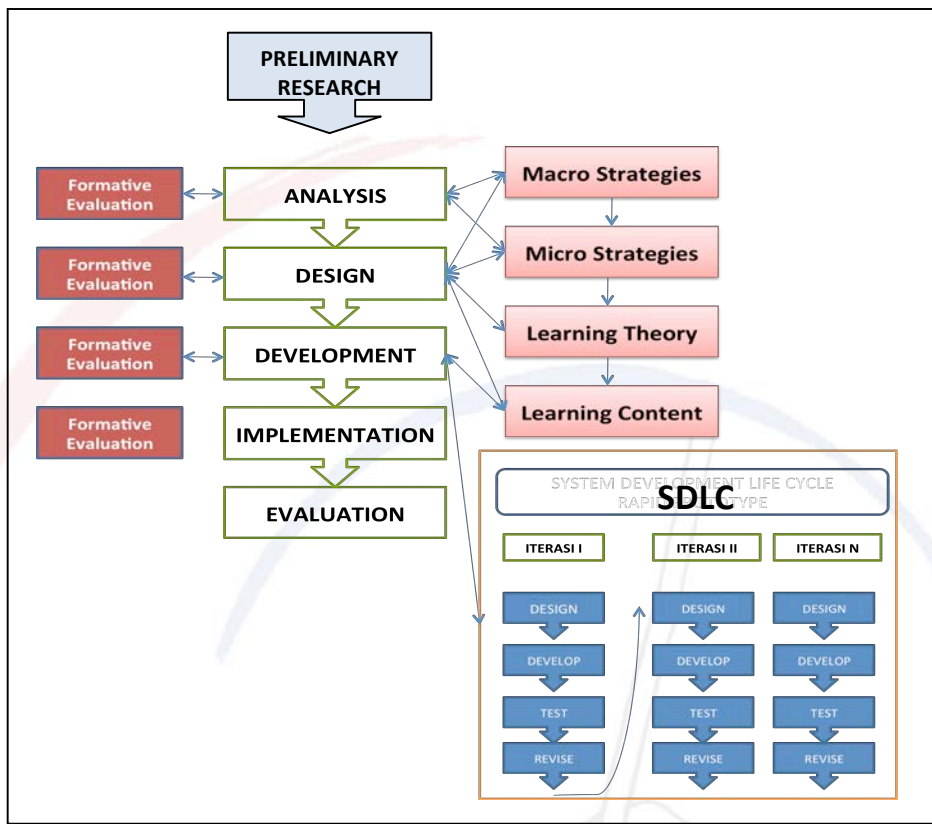 PRELIMINARY
RESEARCH
Formative
Evaluation
ANALYSIS
Macro Strategies
Formative
Evaluation
DESIGN
Micro Strategies
Formative
Evaluation
DEVELOPMENT
Learning Theory
Formative
Evaluation
IMPLEMENTATION
Learning Content
EVALUATION
SYSTEM DEVELOPMENT LIFE CYCLE
RAPID PROTOTYPE
SDLC
ITERASI I
ITERASI II
ITERASI N
DESIGN
DESIGN
DESIGN
DEVELOP
DEVELOP
DEVELOP
TEST
TEST
TEST
REVISE
REVISE
REVISE